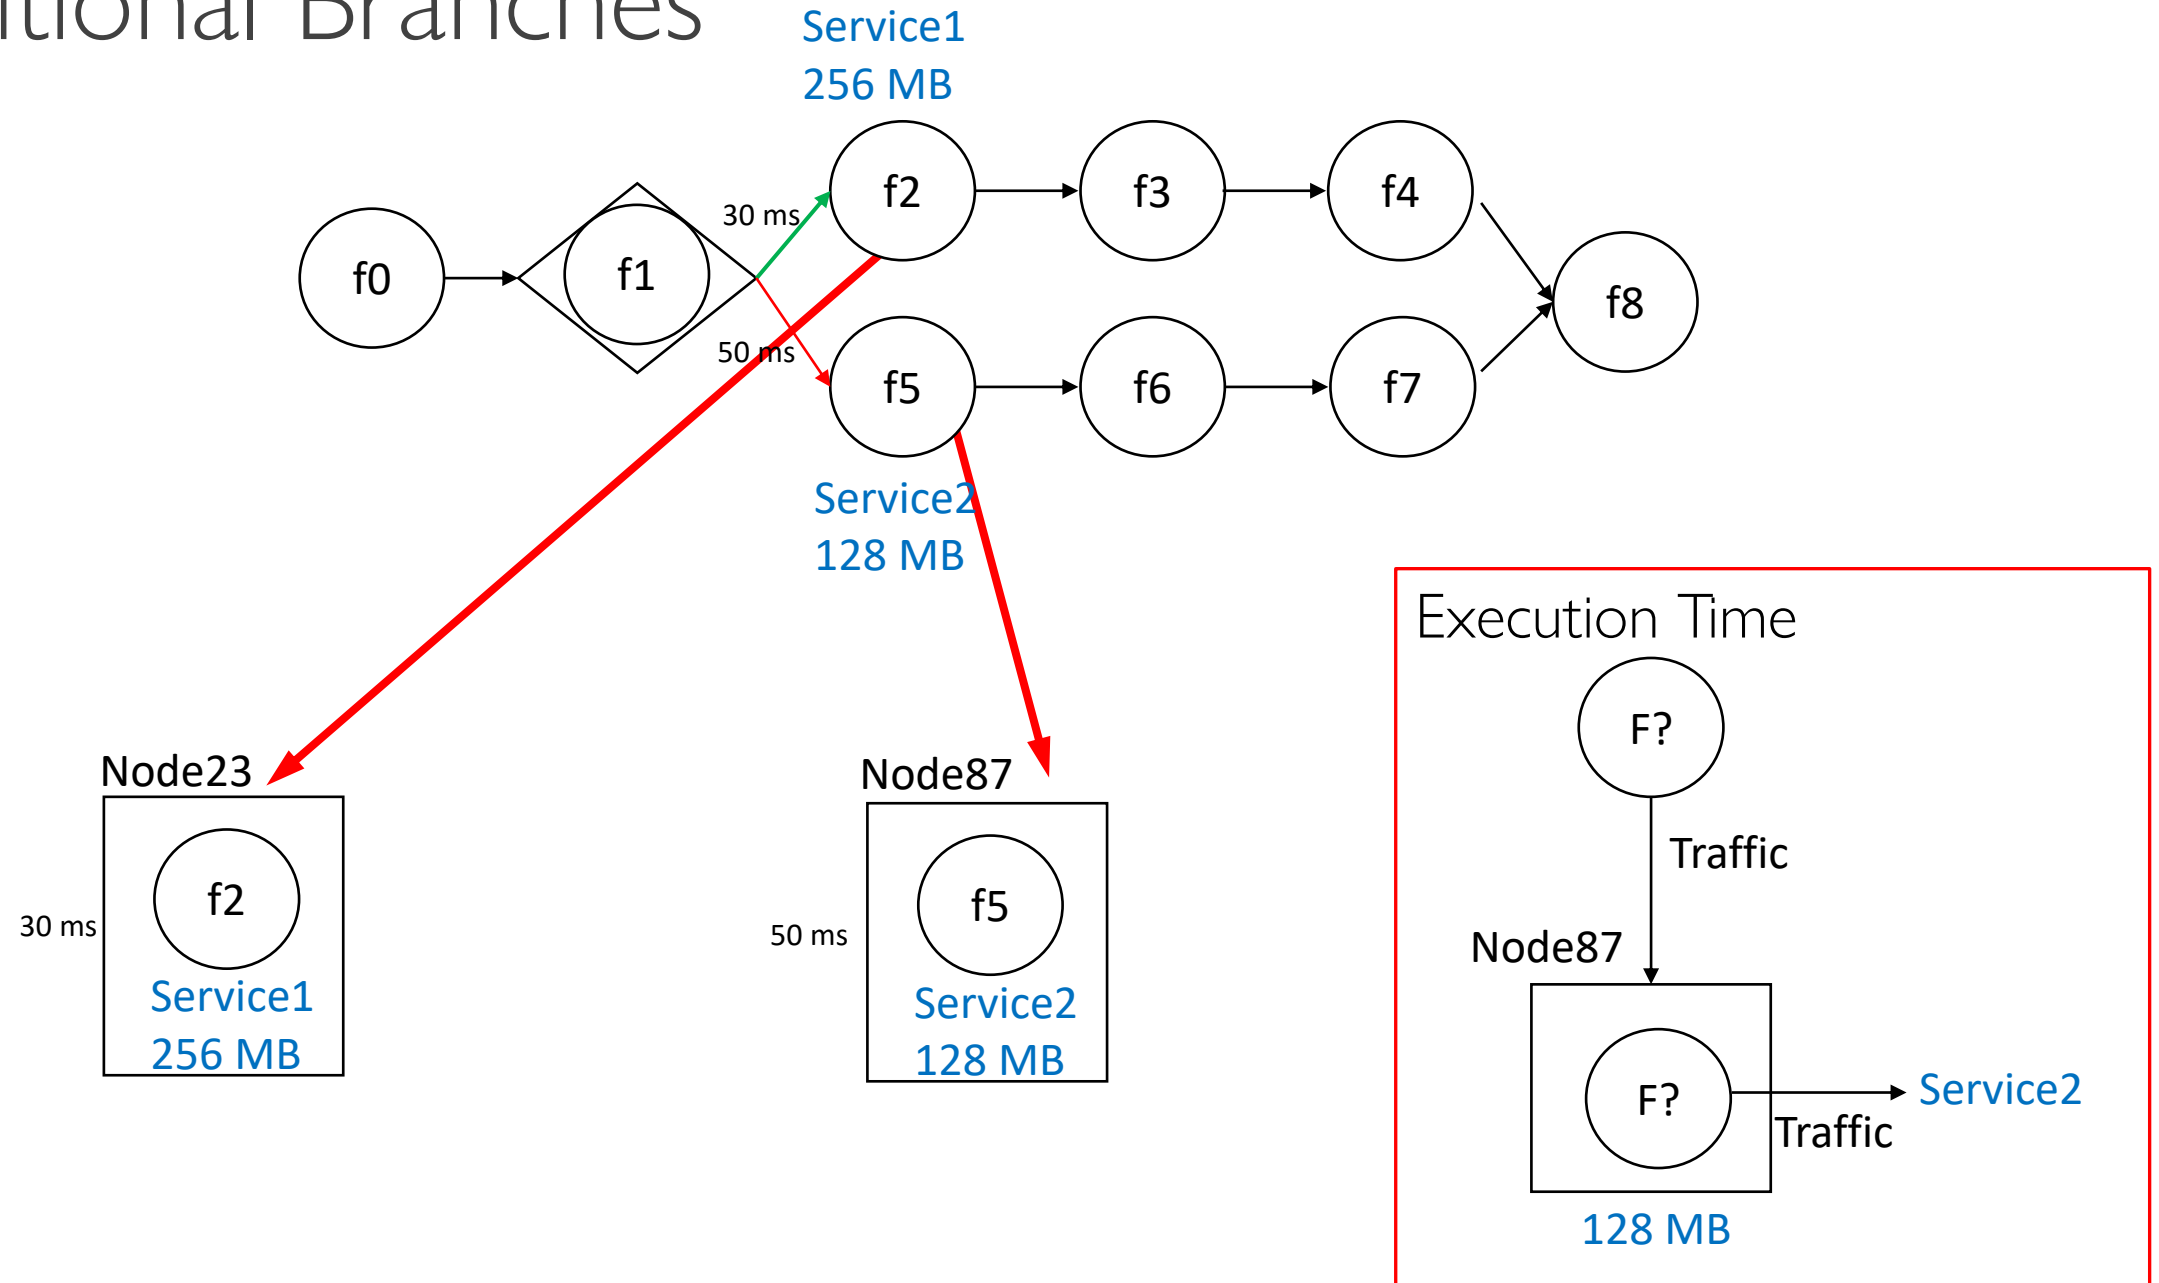 itional Branches
Service1
256 MB
f0
f1
30 ms
50 ms
f2
f3
f4
f5
f6
f7
f8
Service2
128 MB
Node23
f2
30 ms
Service1
256 MB
Node87
f5
50 ms
Service2
128 MB
Execution Time
F?
Traffic
Node87
F?
Service2
Traffic
128 MB